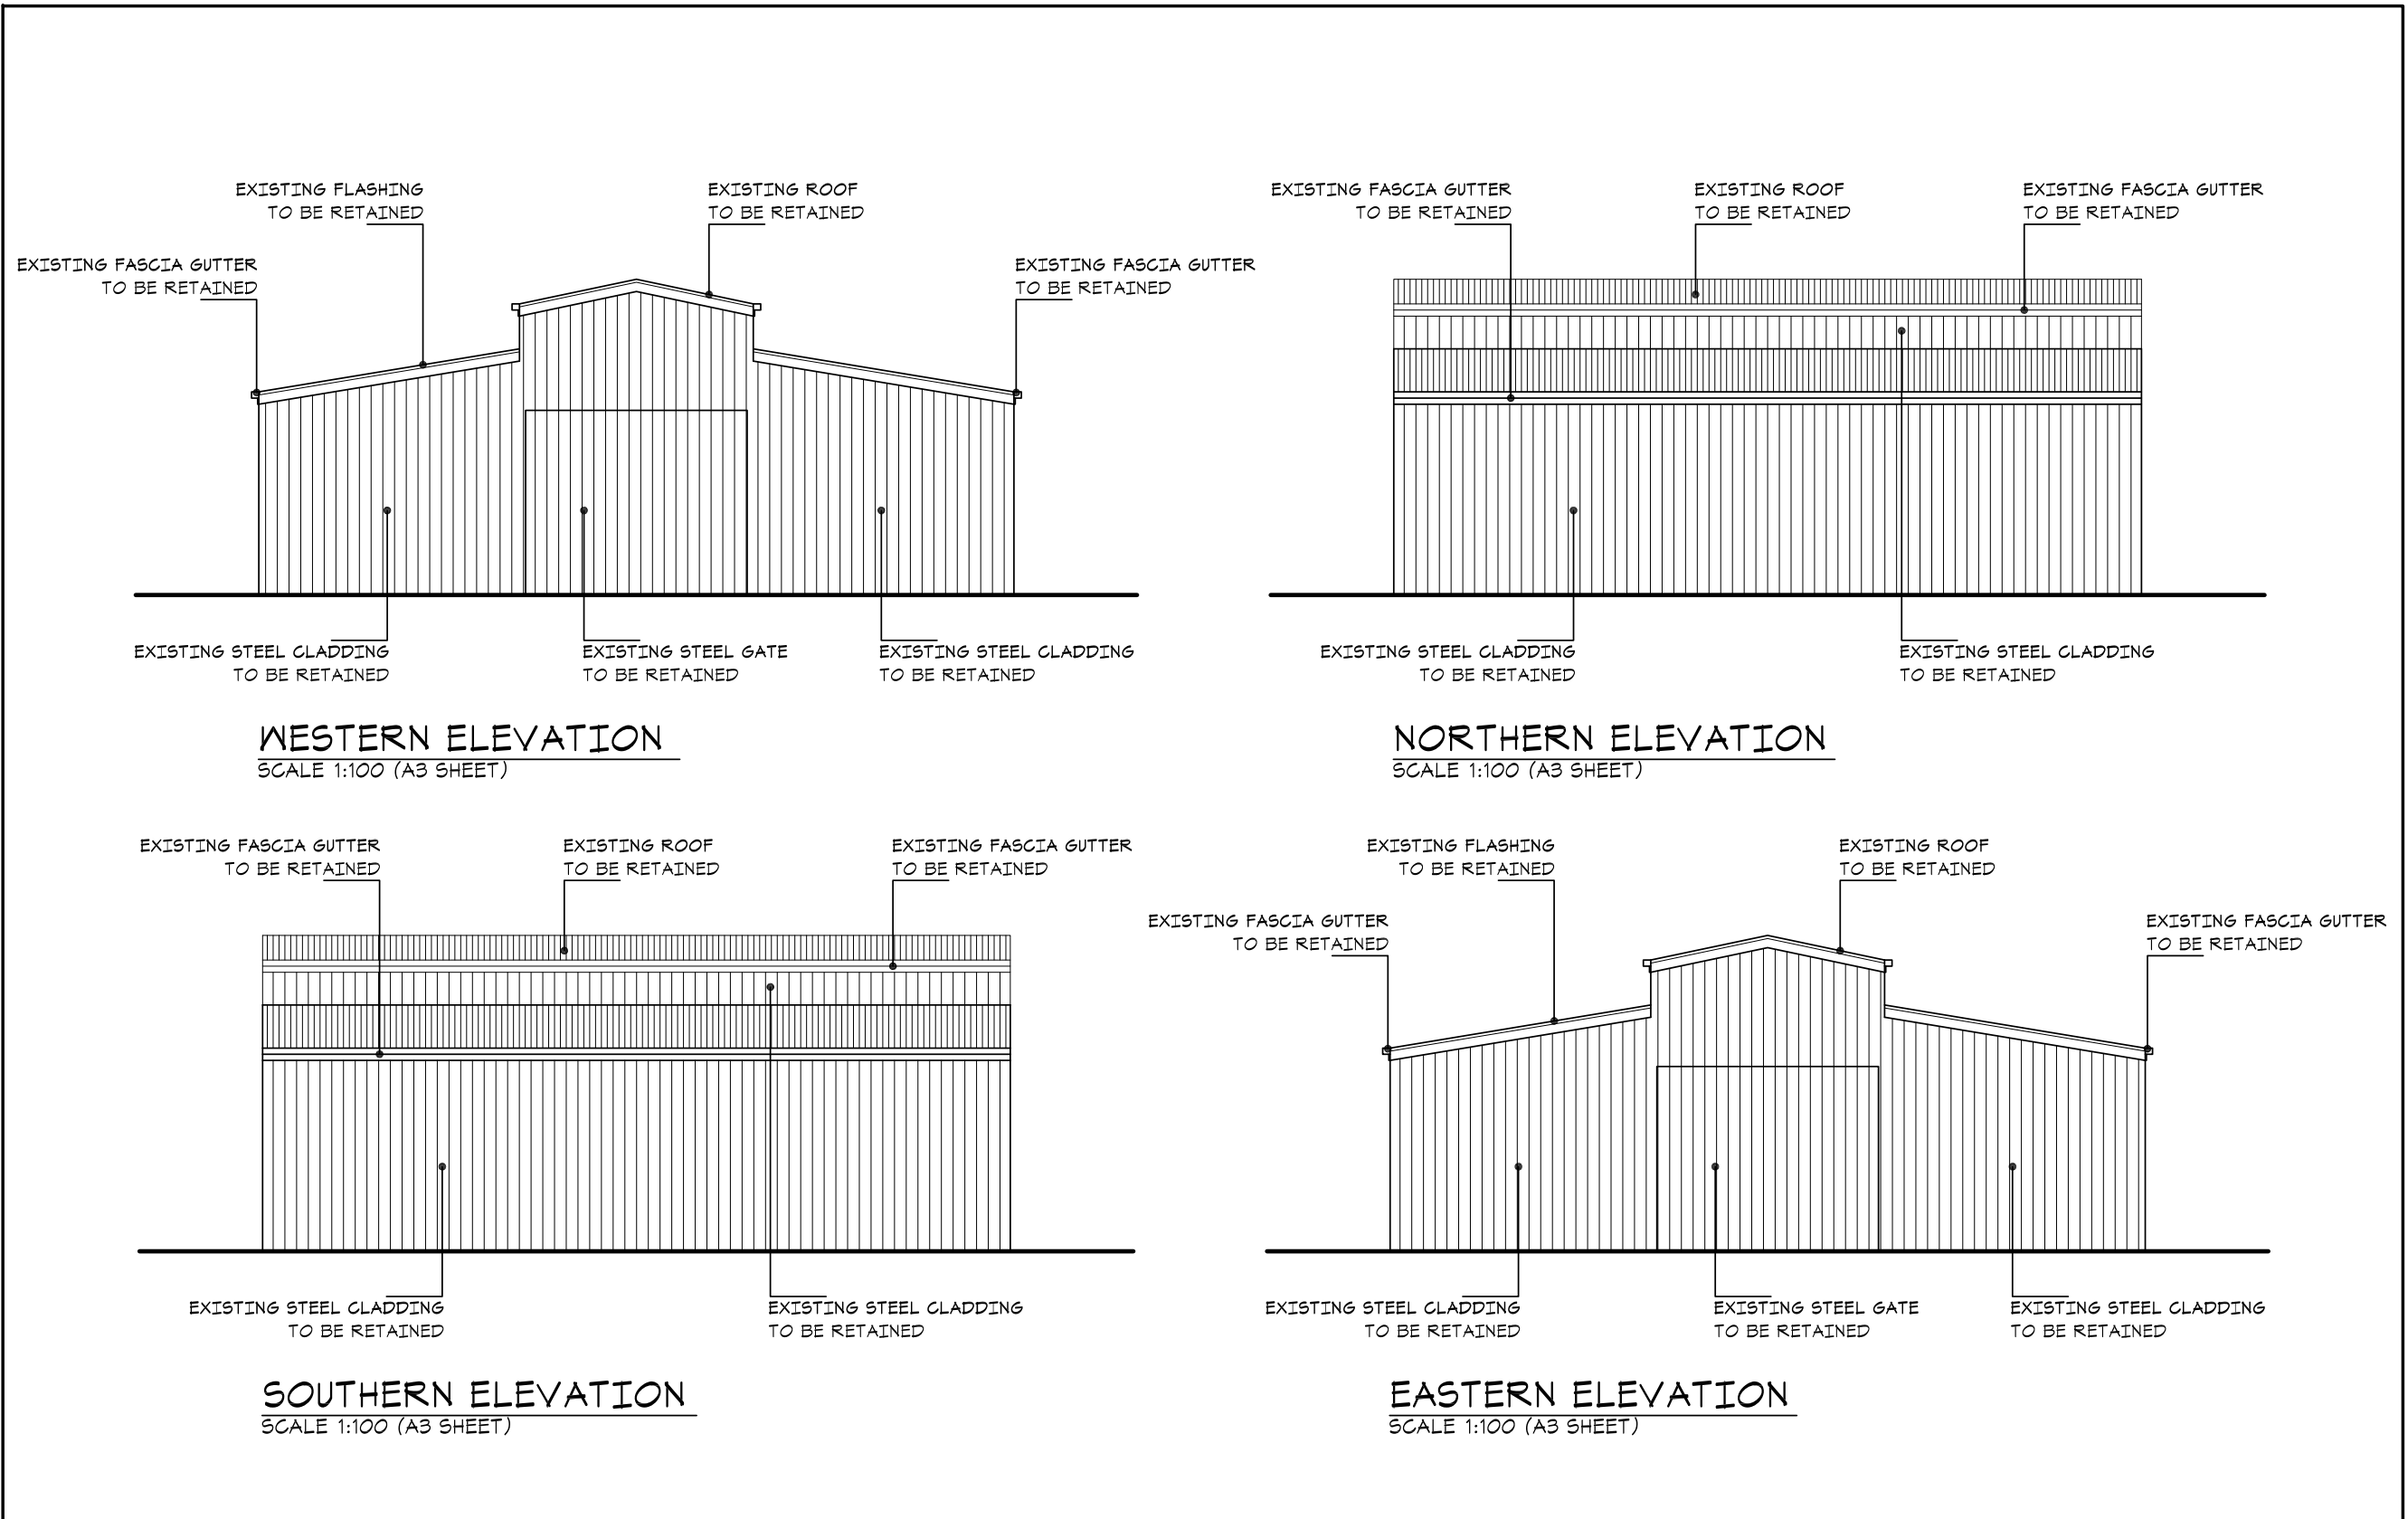 EXISTING FLASHING
TO BE RETAINED
EXISTING ROOF
TO BE RETAINED
EXISTING FASCIA GUTTER
TO BE RETAINED
EXISTING FASCIA GUTTER
TO BE RETAINED
EXISTING STEEL CLADDING
TO BE RETAINED
EXISTING STEEL GATE
TO BE RETAINED
EXISTING STEEL CLADDING
TO BE RETAINED
WESTERN ELEVATION
SCALE 1:100 (A3 SHEET)
EXISTING FASCIA GUTTER
TO BE RETAINED
EXISTING ROOF
TO BE RETAINED
EXISTING FASCIA GUTTER
TO BE RETAINED
EXISTING STEEL CLADDING
TO BE RETAINED
EXISTING STEEL CLADDING
TO BE RETAINED
NORTHERN ELEVATION
SCALE 1:100 (A3 SHEET)
EXISTING FASCIA GUTTER
TO BE RETAINED
EXISTING ROOF
TO BE RETAINED
EXISTING FASCIA GUTTER
TO BE RETAINED
EXISTING STEEL CLADDING
TO BE RETAINED
EXISTING STEEL CLADDING
TO BE RETAINED
SOUTHERN ELEVATION
SCALE 1:100 (A3 SHEET)
EXISTING FLASHING
TO BE RETAINED
EXISTING ROOF
TO BE RETAINED
EXISTING FASCIA GUTTER
TO BE RETAINED
EXISTING FASCIA GUTTER
TO BE RETAINED
EXISTING STEEL CLADDING
TO BE RETAINED
EXISTING STEEL GATE
TO BE RETAINED
EXISTING STEEL CLADDING
TO BE RETAINED
EASTERN ELEVATION
SCALE 1:100 (A3 SHEET)